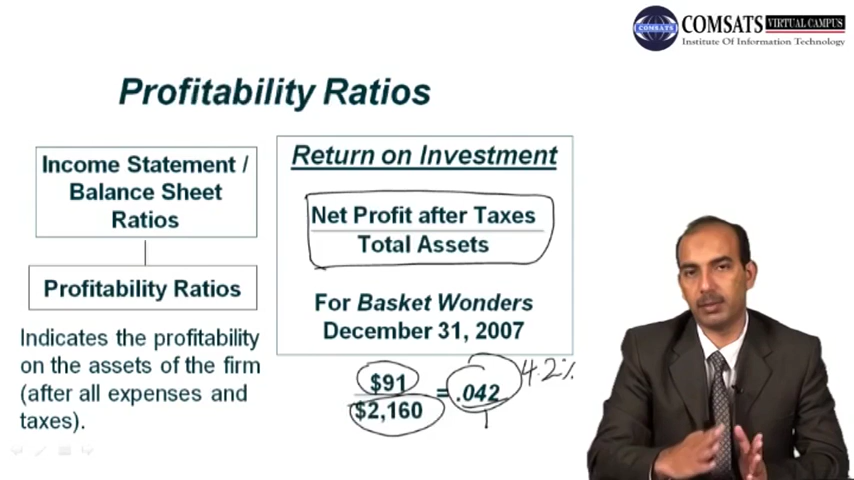 COMSATS VIRTUAL CAMPUS
COMSATS
Institute Of Information Technology
Profitability Ratios
Income Statement /
Balance Sheet
Ratios
Profitability Ratios
Indicates the profitability
on the assets of the firm
(after all expenses and
taxes).
Return on Investment
Net Profit after Taxes
Total Assets
For Basket Wonders
December 31, 2007
$91
$2,160
= .042
4.2%